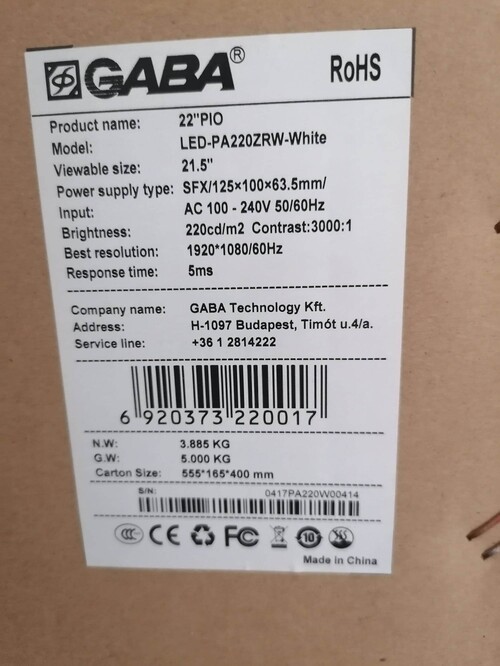 GABA®
RoHS
Product name: 22"PIO
Model: LED-PA220ZRW-White
Viewable size: 21.5"
Power supply type: SFX/125×100×63.5mm/
Input: AC 100 - 240V 50/60Hz
Brightness: 220cd/m2 Contrast:3000:1
Best resolution: 1920*1080/60Hz
Response time: 5ms
Company name: GABA Technology Kft.
Address: H-1097 Budapest, Timót u.4/a.
Service line: +36 1 2814222
6 920373 220017
N.W: 3.885 KG
G.W: 5.000 KG
Carton Size: 555*165*400 mm
S/N: 0417PA220W00414
CCC CE FC 10
Made in China